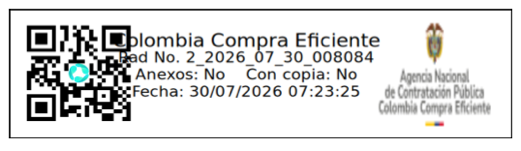 Colombia Compra Eficiente
Rad No. 2_2026_07_30_008084
Anexos: No    Con copia: No
Fecha: 30/07/2026 07:23:25
Agencia Nacional
de Contratación Pública
Colombia Compra Eficiente